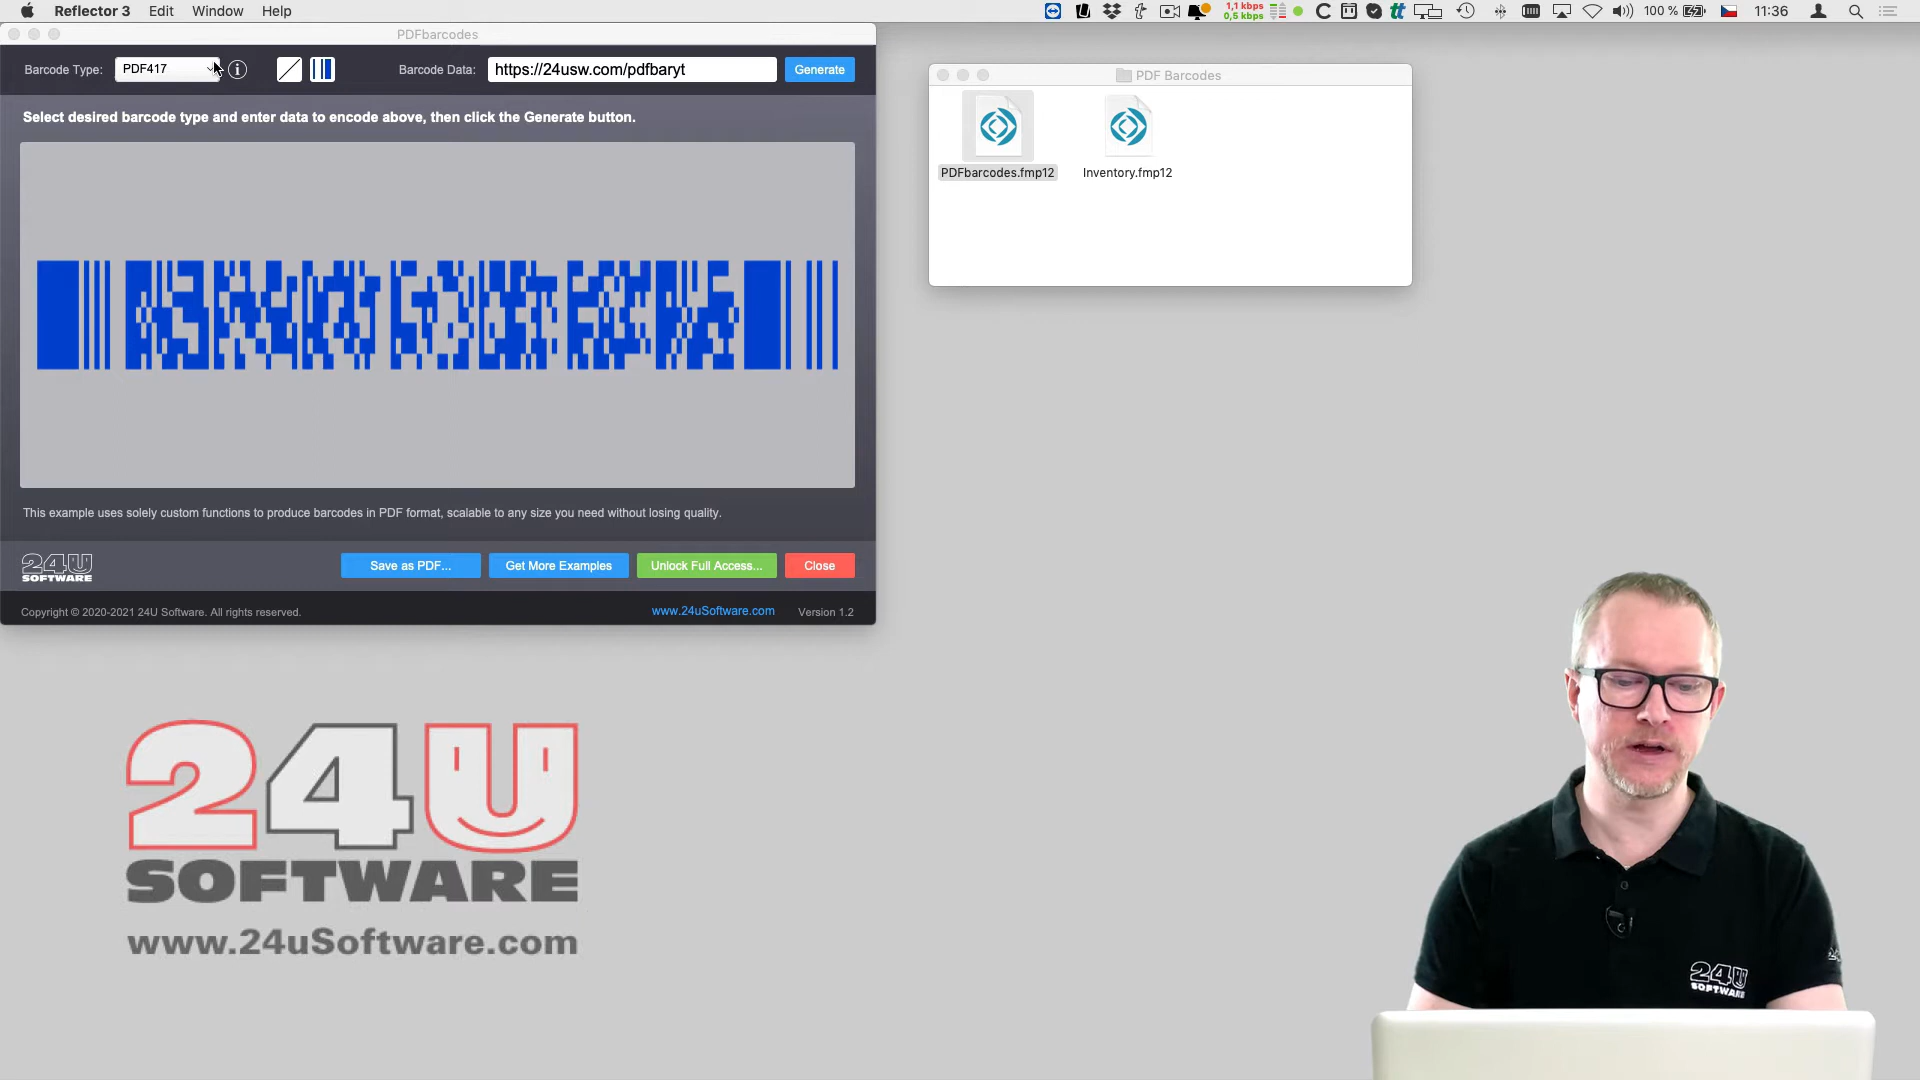 Reflector 3 Edit Window Help
1,1 kbps
0,5 kbps
100 %
11:36
PDFbarcodes
Barcode Type: PDF417
Barcode Data: https://24usw.com/pdfbaryt Generate
Select desired barcode type and enter data to encode above, then click the Generate button.
This example uses solely custom functions to produce barcodes in PDF format, scalable to any size you need without losing quality.
24U
SOFTWARE
Save as PDF... Get More Examples Unlock Full Access... Close
Copyright © 2020-2021 24U Software. All rights reserved. www.24uSoftware.com Version 1.2
PDF Barcodes
PDFbarcodes.fmp12 Inventory.fmp12
24U
SOFTWARE
www.24uSoftware.com
24U
SOFTWARE